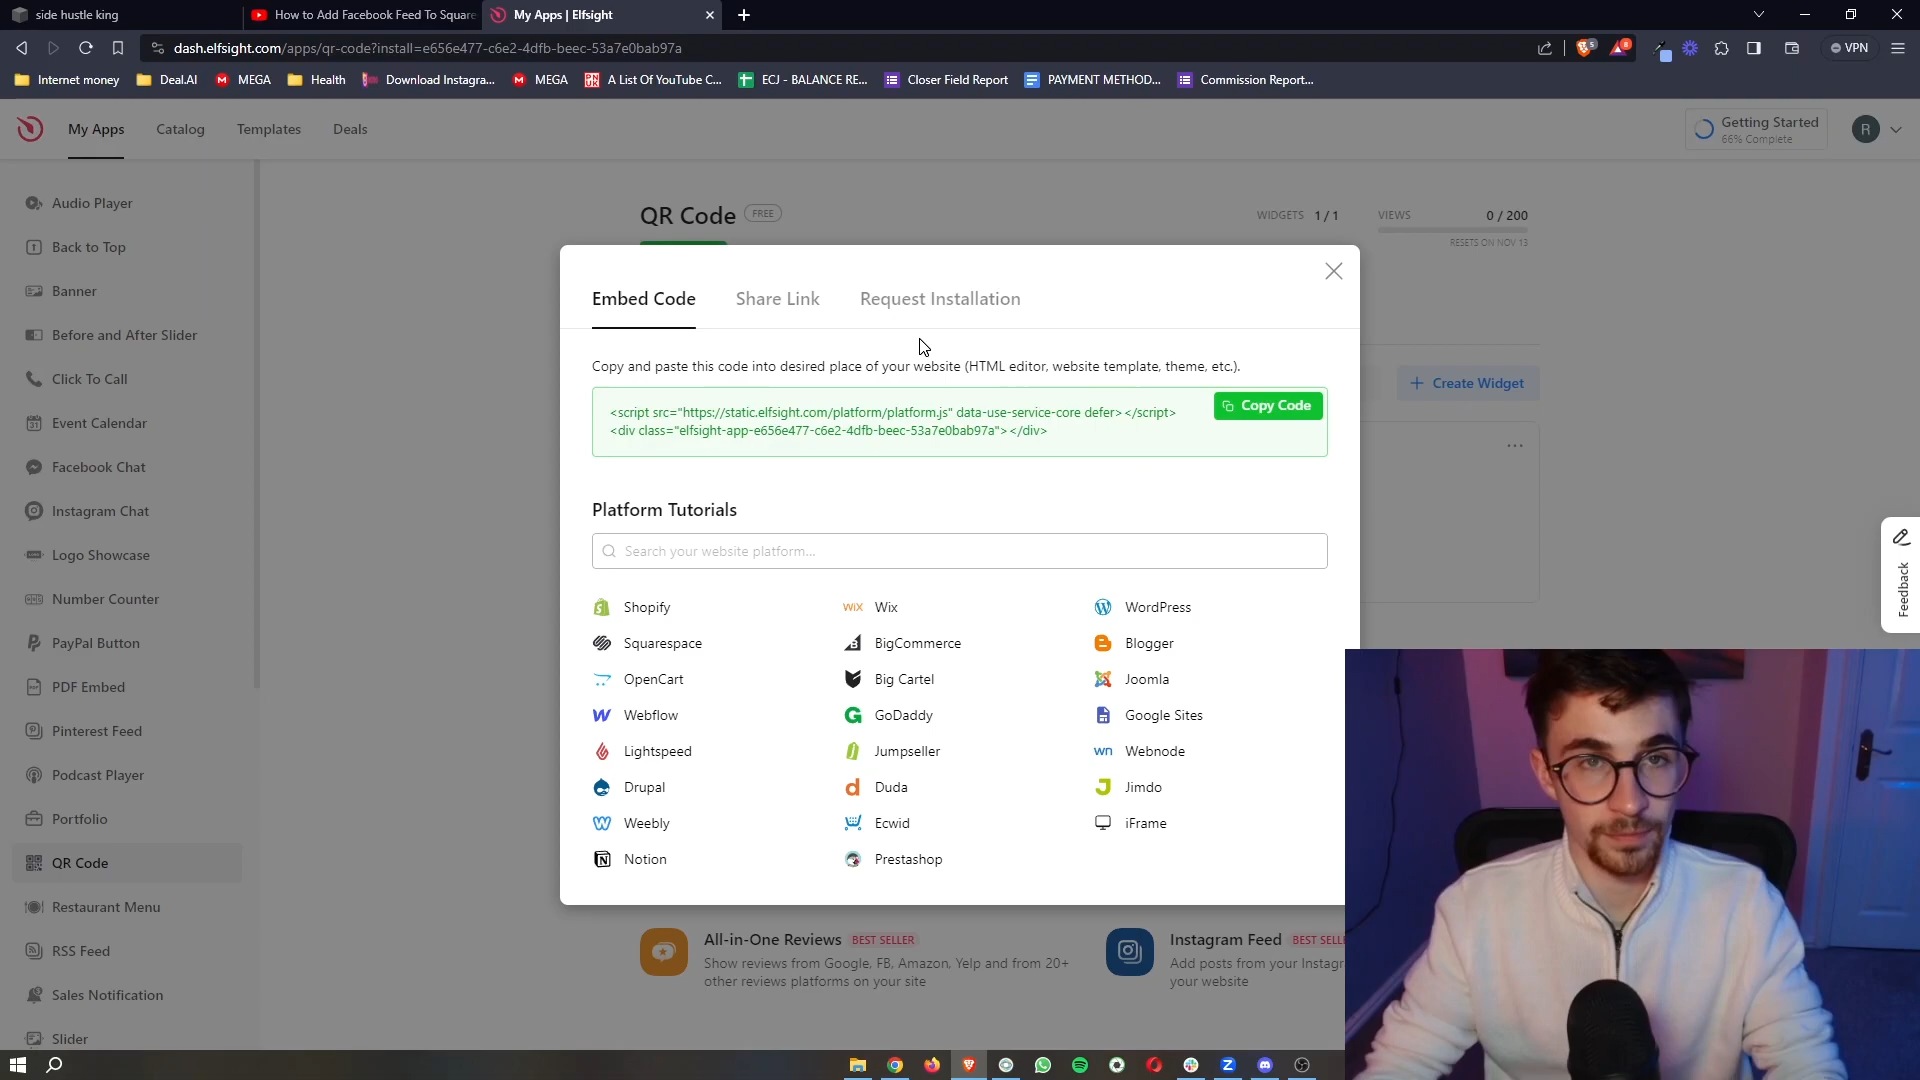 side hustle king
How to Add Facebook Feed To Square
My Apps | Elfsight
dash.elfsight.com/apps/qr-code?install=e656e477-c6e2-4dfb-beec-53a7e0bab97a
VPN
Internet money
Deal.AI
MEGA
Health
Download Instagra...
MEGA
A List Of YouTube C...
ECJ - BALANCE RE...
Closer Field Report
PAYMENT METHOD...
Commission Report...
My Apps
Catalog
Templates
Deals
Getting Started
66% Complete
R
Audio Player
Back to Top
Banner
Before and After Slider
Click To Call
Event Calendar
Facebook Chat
Instagram Chat
Logo Showcase
Number Counter
PayPal Button
PDF Embed
Pinterest Feed
Podcast Player
Portfolio
QR Code
Restaurant Menu
RSS Feed
Sales Notification
Slider
QR Code FREE
WIDGETS 1 / 1
VIEWS 0 / 200
RESETS ON NOV 13
+ Create Widget
Embed Code
Share Link
Request Installation
Copy and paste this code into desired place of your website (HTML editor, website template, theme, etc.).
<script src="https://static.elfsight.com/platform/platform.js" data-use-service-core defer></script>
<div class="elfsight-app-e656e477-c6e2-4dfb-beec-53a7e0bab97a"></div>
Copy Code
Platform Tutorials
Search your website platform...
Shopify
Wix
WordPress
Squarespace
BigCommerce
Blogger
OpenCart
Big Cartel
Joomla
Webflow
GoDaddy
Google Sites
Lightspeed
Jumpseller
Webnode
Drupal
Duda
Jimdo
Weebly
Ecwid
iFrame
Notion
Prestashop
All-in-One Reviews BEST SELLER
Show reviews from Google, FB, Amazon, Yelp and from 20+
other reviews platforms on your site
Instagram Feed BEST SELL
Add posts from your Instagr
your website
Feedback